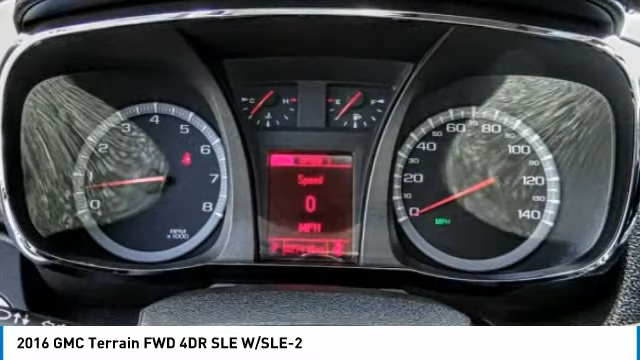 C H E F
0 1 2 3 4 5 6 7 8
RPM
x1000
Speed
0
MPH
P
0 20 40 60 80 100 120 140
MPH
2016 GMC Terrain FWD 4DR SLE W/SLE-2